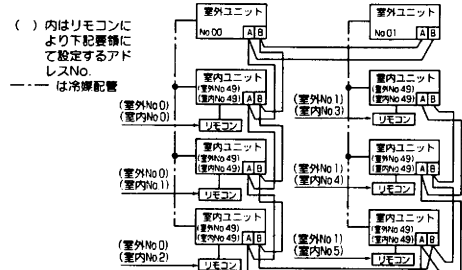 ( ) 内はリモコンに
より下記要領に
て設定するアド
レスNo.
—・— は冷媒配管
室外ユニット
No 00 A B
室外ユニット
No 01 A B
室内ユニット
(室外No 49)
(室内No 49) A B
リモコン
(室外No 0)
(室内No 0)
室内ユニット
(室外No 49)
(室内No 49) A B
リモコン
(室外No 1)
(室内No 3)
室内ユニット
(室外No 49)
(室内No 49) A B
リモコン
(室外No 0)
(室内No 1)
室内ユニット
(室外No 49)
(室内No 49) A B
リモコン
(室外No 1)
(室内No 4)
室内ユニット
(室外No 49)
(室内No 49) A B
リモコン
(室外No 0)
(室内No 2)
室内ユニット
(室外No 49)
(室内No 49) A B
リモコン
(室外No 1)
(室内No 5)